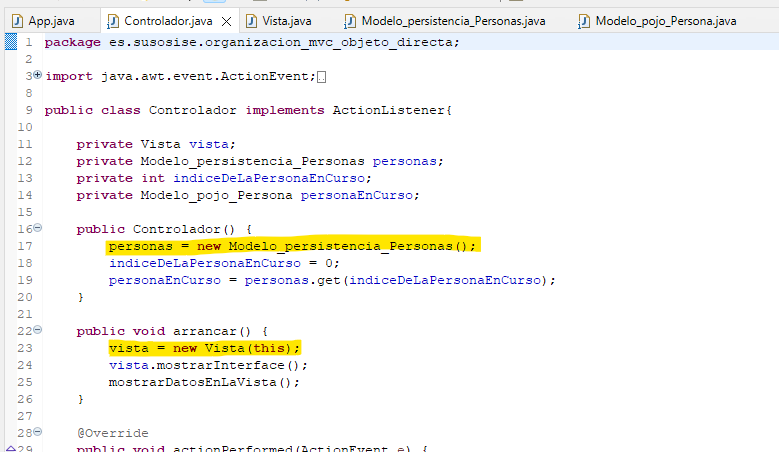 App.java Controlador.java Vista.java Modelo_persistencia_Personas.java Modelo_pojo_Persona.java
1 package es.susosise.organizacion_mvc_objeto_directa;
2
3 import java.awt.event.ActionEvent;
8
9 public class Controlador implements ActionListener{
10
11 private Vista vista;
12 private Modelo_persistencia_Personas personas;
13 private int indiceDeLaPersonaEnCurso;
14 private Modelo_pojo_Persona personaEnCurso;
15
16 public Controlador() {
17 personas = new Modelo_persistencia_Personas();
18 indiceDeLaPersonaEnCurso = 0;
19 personaEnCurso = personas.get(indiceDeLaPersonaEnCurso);
20 }
21
22 public void arrancar() {
23 vista = new Vista(this);
24 vista.mostrarInterface();
25 mostrarDatosEnLaVista();
26 }
27
28 @Override
29 public void actionPerformed(ActionEvent e) {